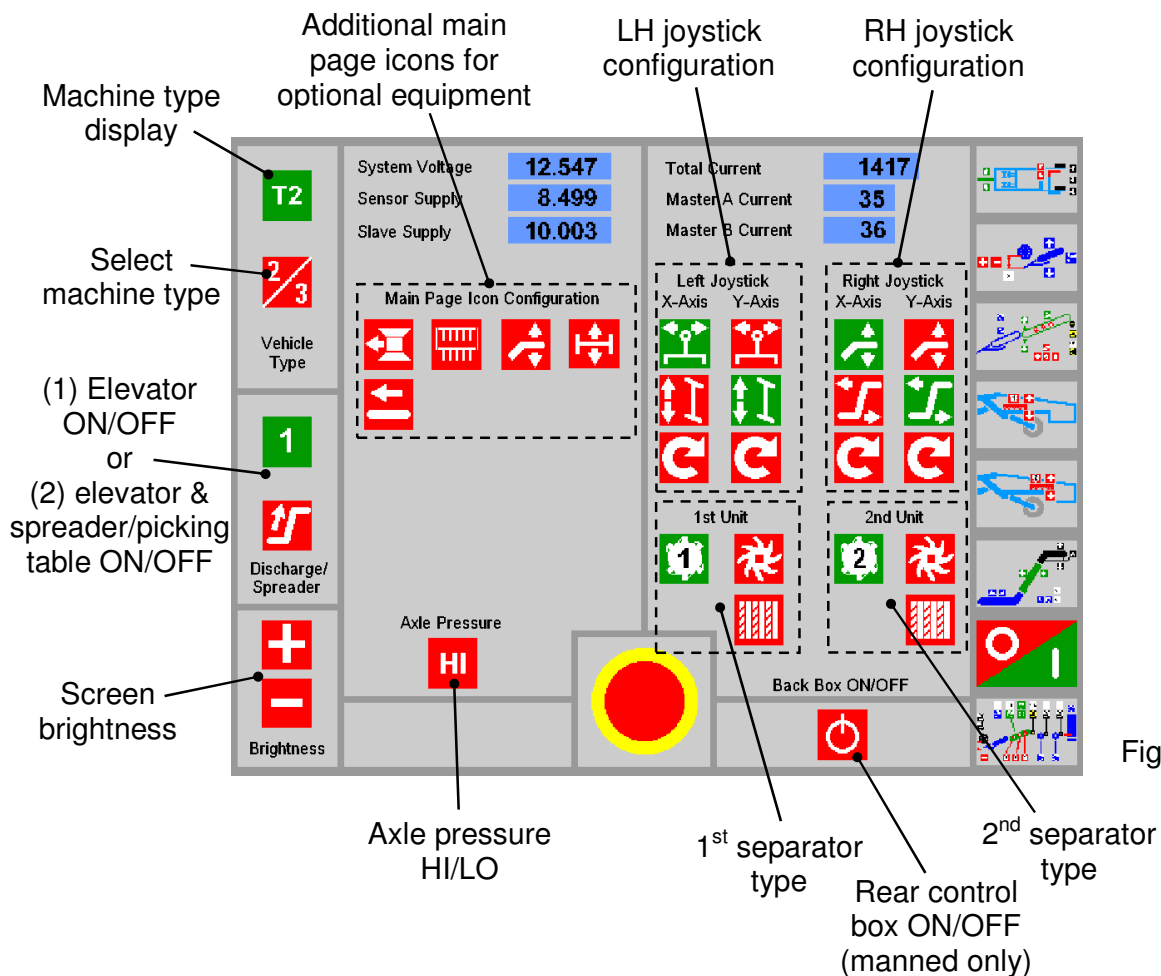 Additional main
page icons for
optional equipment
LH joystick
configuration
RH joystick
configuration
Machine type
display
Select
machine type
(1) Elevator
ON/OFF
or
(2) elevator &
spreader/picking
table ON/OFF
Screen
brightness
T2
2/3
Vehicle
Type
1
Discharge/
Spreader
+
−
Brightness
System Voltage 12.547
Sensor Supply 8.499
Slave Supply 10.003
Main Page Icon Configuration
Axle Pressure
HI
Total Current 1417
Master A Current 35
Master B Current 36
Left Joystick
X-Axis Y-Axis
Right Joystick
X-Axis Y-Axis
1st Unit
1
2nd Unit
2
Back Box ON/OFF
Fig
Axle pressure
HI/LO
1st separator
type
Rear control
box ON/OFF
(manned only)
2nd separator
type